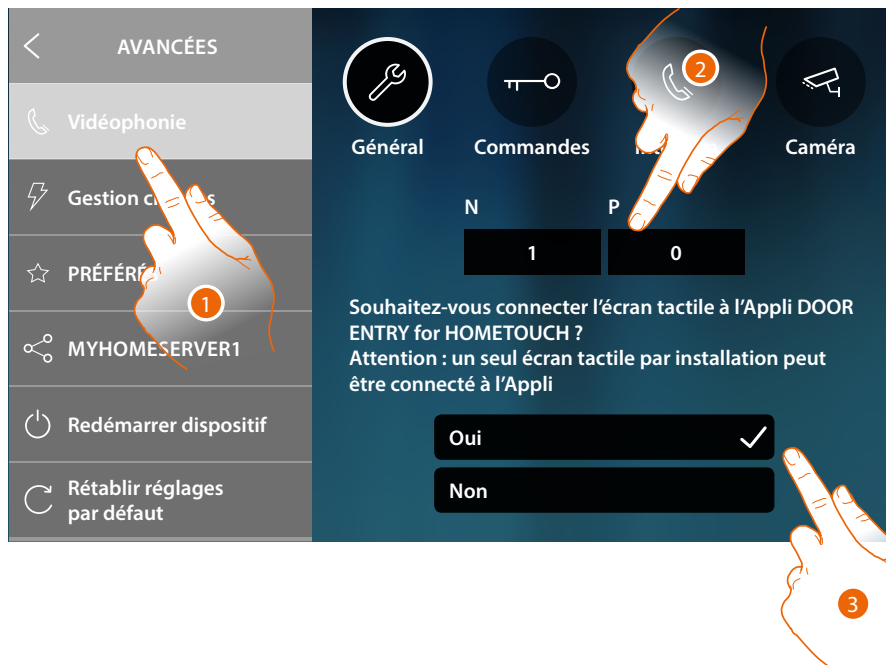 AVANCÉES
Vidéophonie
Gestion
PRÉFÉRÉ
MYHOMESERVER1
Redémarrer dispositif
Rétablir réglages
par défaut
Général
Commandes
Caméra
N
P
1
0
Souhaitez-vous connecter l'écran tactile à l'Appli DOOR
ENTRY for HOMETOUCH ?
Attention : un seul écran tactile par installation peut
être connecté à l'Appli
Oui
Non
1
2
3